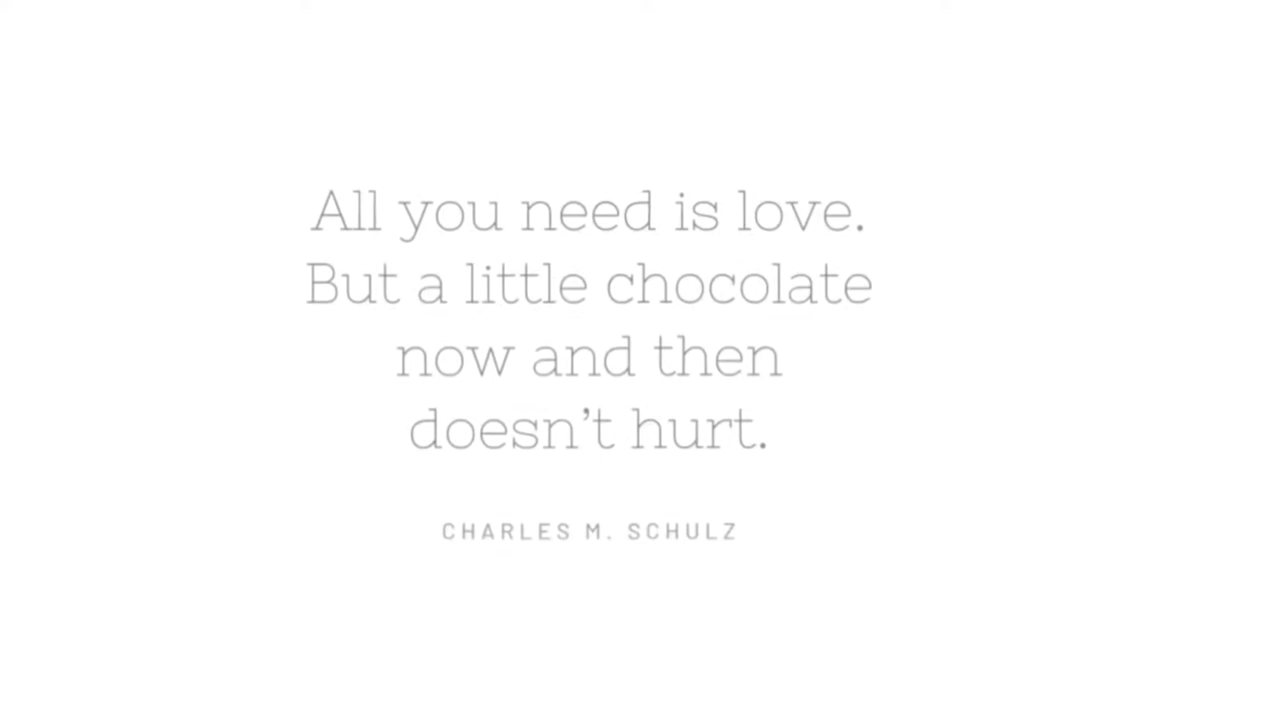 All you need is love.
But a little chocolate
now and then
doesn’t hurt.
CHARLES M. SCHULZ